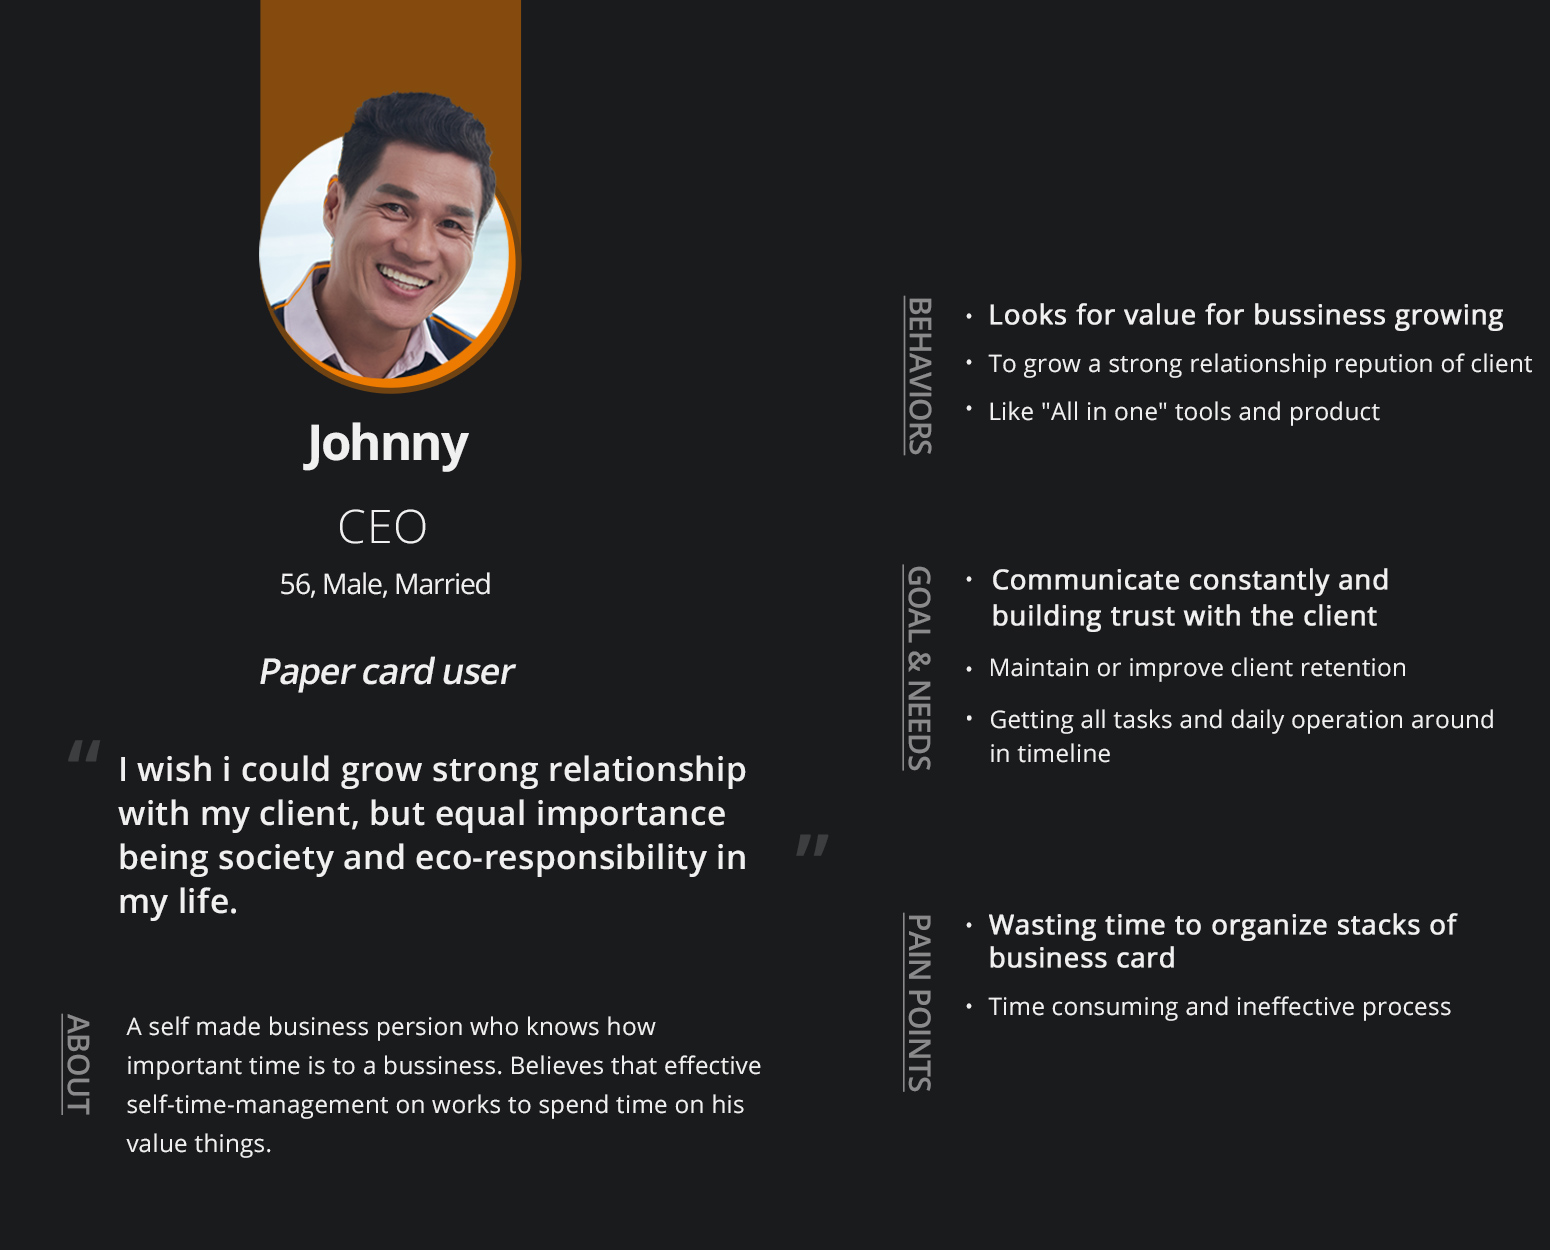 Johnny
CEO
56, Male, Married
Paper card user
“
I wish i could grow strong relationship
with my client, but equal importance
being society and eco-responsibility in
my life.
”
ABOUT
A self made business persion who knows how
important time is to a bussiness. Believes that effective
self-time-management on works to spend time on his
value things.
BEHAVIORS
• Looks for value for bussiness growing
• To grow a strong relationship repution of client
• Like "All in one" tools and product
GOAL & NEEDS
• Communicate constantly and
building trust with the client
• Maintain or improve client retention
• Getting all tasks and daily operation around
in timeline
PAIN POINTS
• Wasting time to organize stacks of
business card
• Time consuming and ineffective process